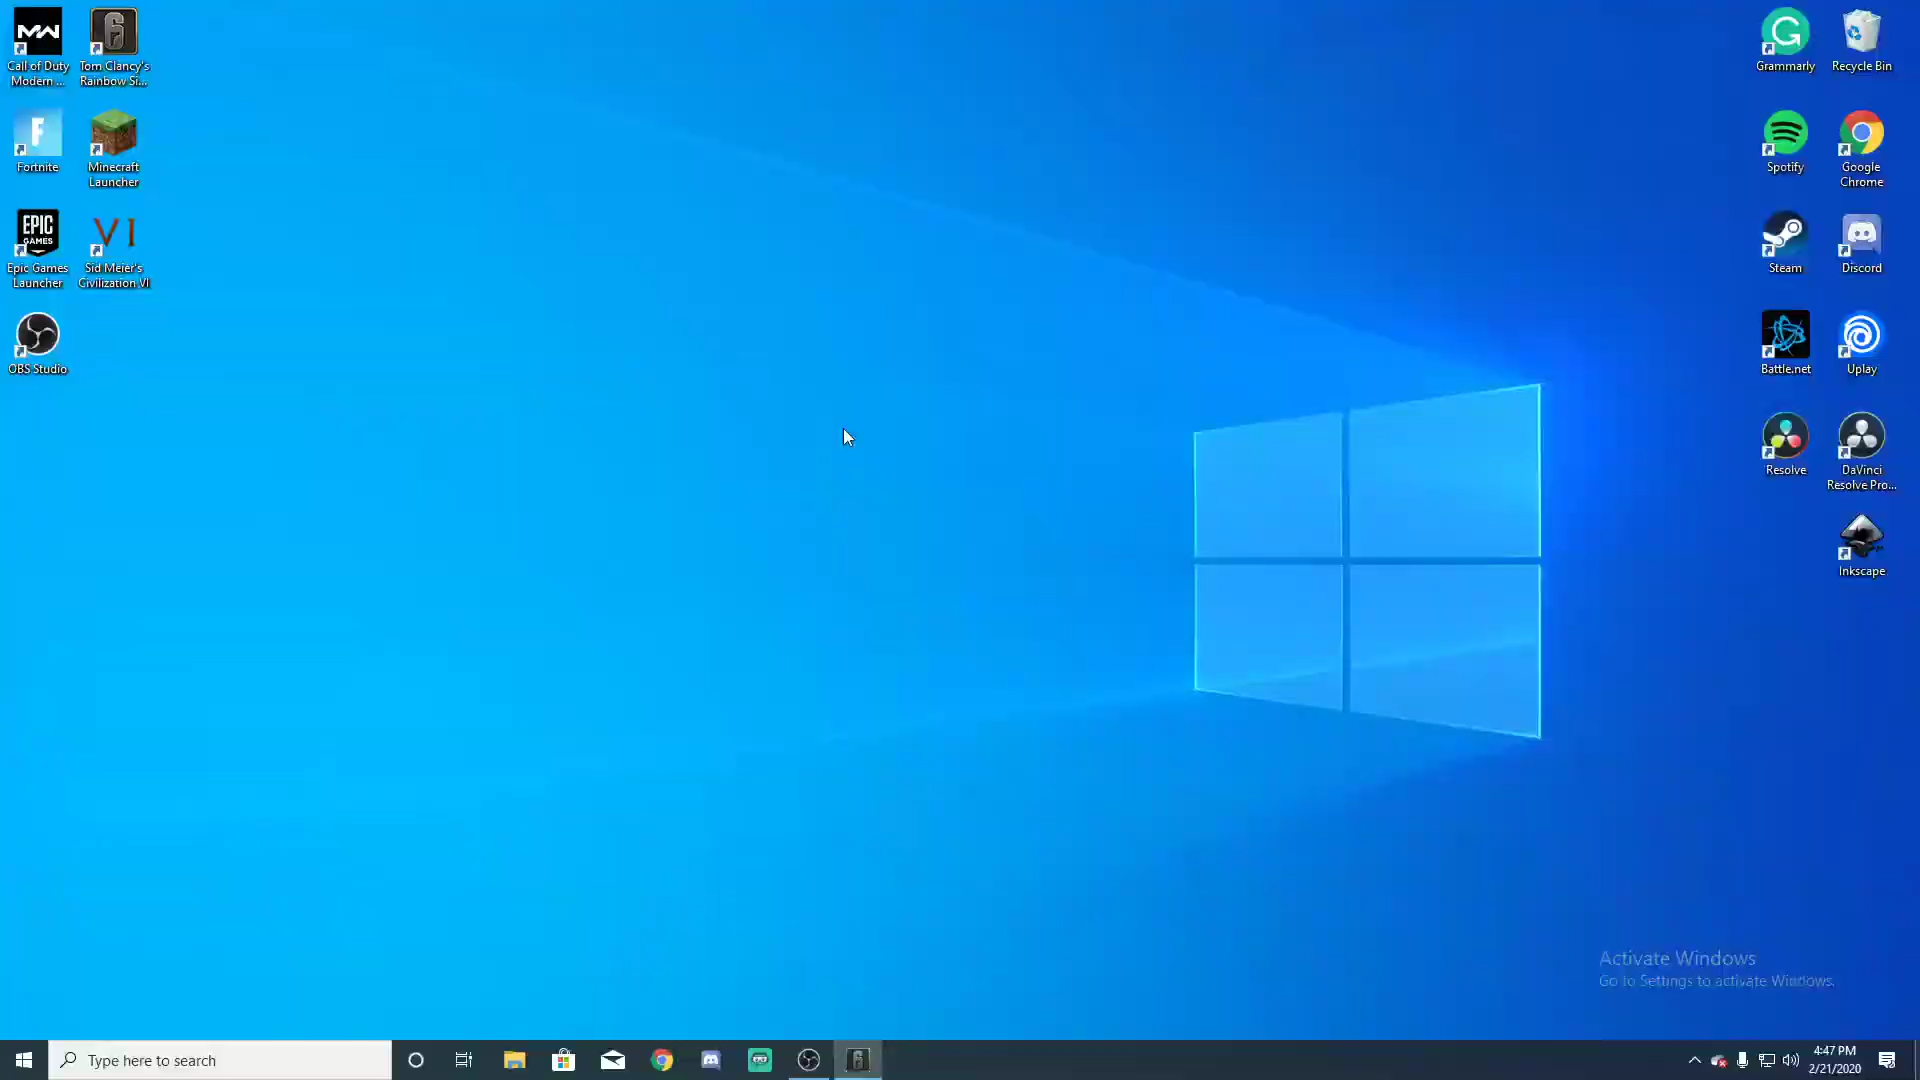 Call of Duty
Modern ...
Tom Clancy's
Rainbow Si...
Fortnite
Minecraft
Launcher
EPIC
GAMES
Epic Games
Launcher
VI
Sid Meier's
Civilization VI
OBS Studio
Grammarly
Recycle Bin
Spotify
Google
Chrome
Steam
Discord
Battle.net
Uplay
Resolve
DaVinci
Resolve Pro...
Inkscape
Activate Windows
Go to Settings to activate Windows.
Type here to search
4:47 PM
2/21/2020